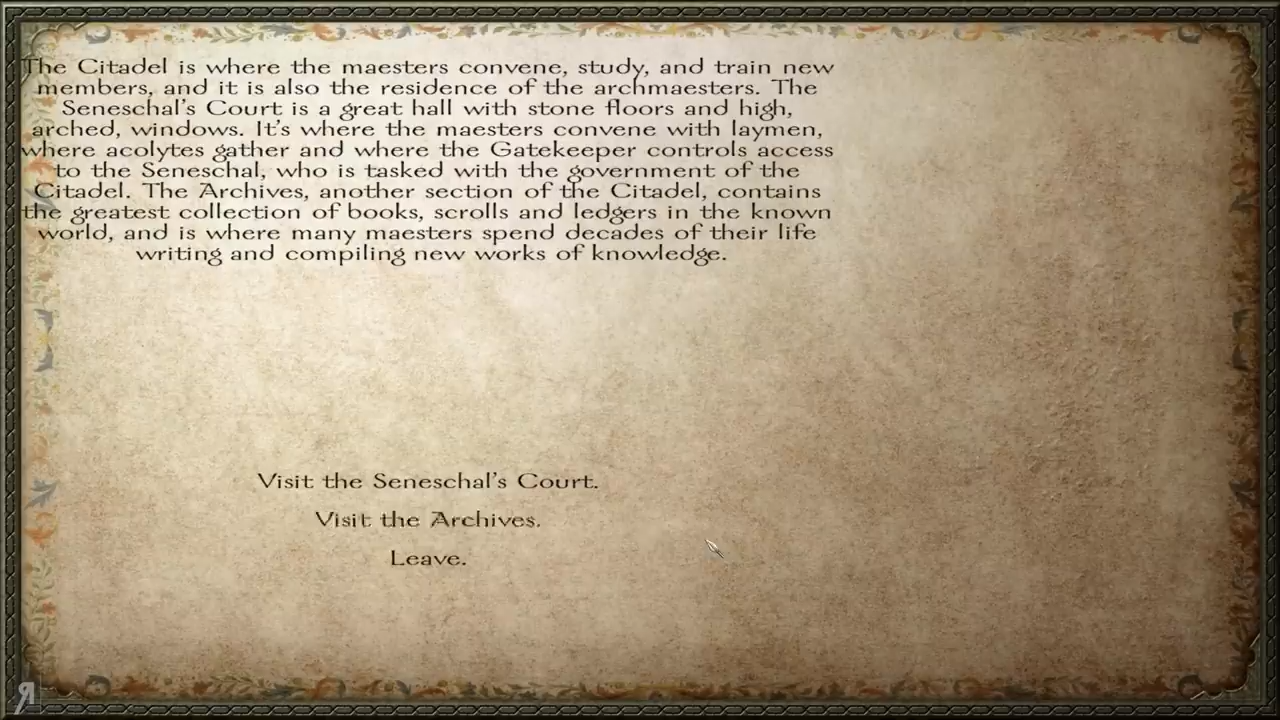 The Citadel is where the maesters convene, study, and train new
members, and it is also the residence of the archmaesters. The
Seneschal's Court is a great hall with stone floors and high,
arched, windows. It's where the maesters convene with laymen,
where acolytes gather and where the Gatekeeper controls access
to the Seneschal, who is tasked with the government of the
Citadel. The Archives, another section of the Citadel, contains
the greatest collection of books, scrolls and ledgers in the known
world, and is where many maesters spend decades of their life
writing and compiling new works of knowledge.
Visit the Seneschal's Court.
Visit the Archives.
Leave.